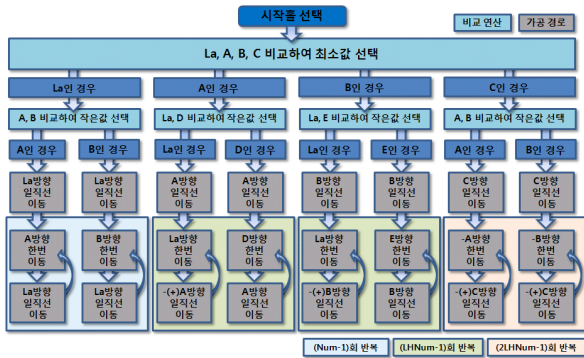 시작홀 선택
비교 연산
가공 경로
La, A, B, C 비교하여 최소값 선택
La인 경우
A인 경우
B인 경우
C인 경우
A, B 비교하여 작은값 선택
La, D 비교하여 작은값 선택
La, E 비교하여 작은값 선택
A, B 비교하여 작은값 선택
A인 경우
B인 경우
La인 경우
D인 경우
La인 경우
E인 경우
A인 경우
B인 경우
La방향
일직선
이동
La방향
일직선
이동
A방향
일직선
이동
A방향
일직선
이동
B방향
일직선
이동
B방향
일직선
이동
C방향
일직선
이동
C방향
일직선
이동
A방향
한번
이동
B방향
한번
이동
La방향
한번
이동
D방향
한번
이동
La방향
한번
이동
E방향
한번
이동
-A방향
한번
이동
-B방향
한번
이동
La방향
일직선
이동
La방향
일직선
이동
-(+)A방향
일직선
이동
A방향
일직선
이동
-(+)B방향
일직선
이동
B방향
일직선
이동
-(+)C방향
일직선
이동
-(+)C방향
일직선
이동
-(Num-1)회 반복
(LHNum-1)회 반복
(2LHNum-1)회 반복